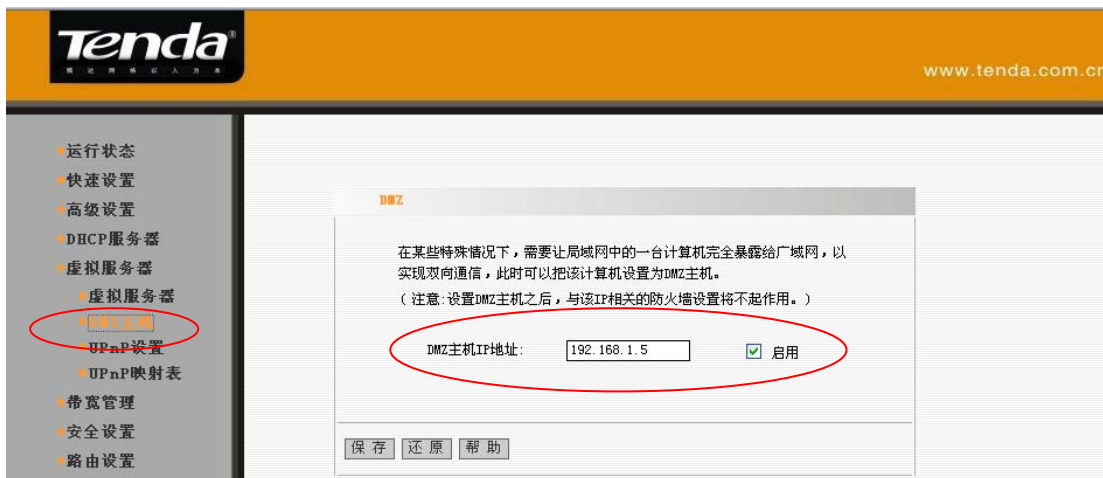 Tenda®
www.tenda.com.cn
运行状态
快速设置
高级设置
DHCP服务器
虚拟服务器
虚拟服务器
UPnP设置
UPnP映射表
带宽管理
安全设置
路由设置
DMZ
在某些特殊情况下，需要让局域网中的一台计算机完全暴露给广域网，以
实现双向通信，此时可以把该计算机设置为DMZ主机。
（注意:设置DMZ主机之后，与该IP相关的防火墙设置将不起作用。）
DMZ主机IP地址: 192.168.1.5 启用
保存 还原 帮助